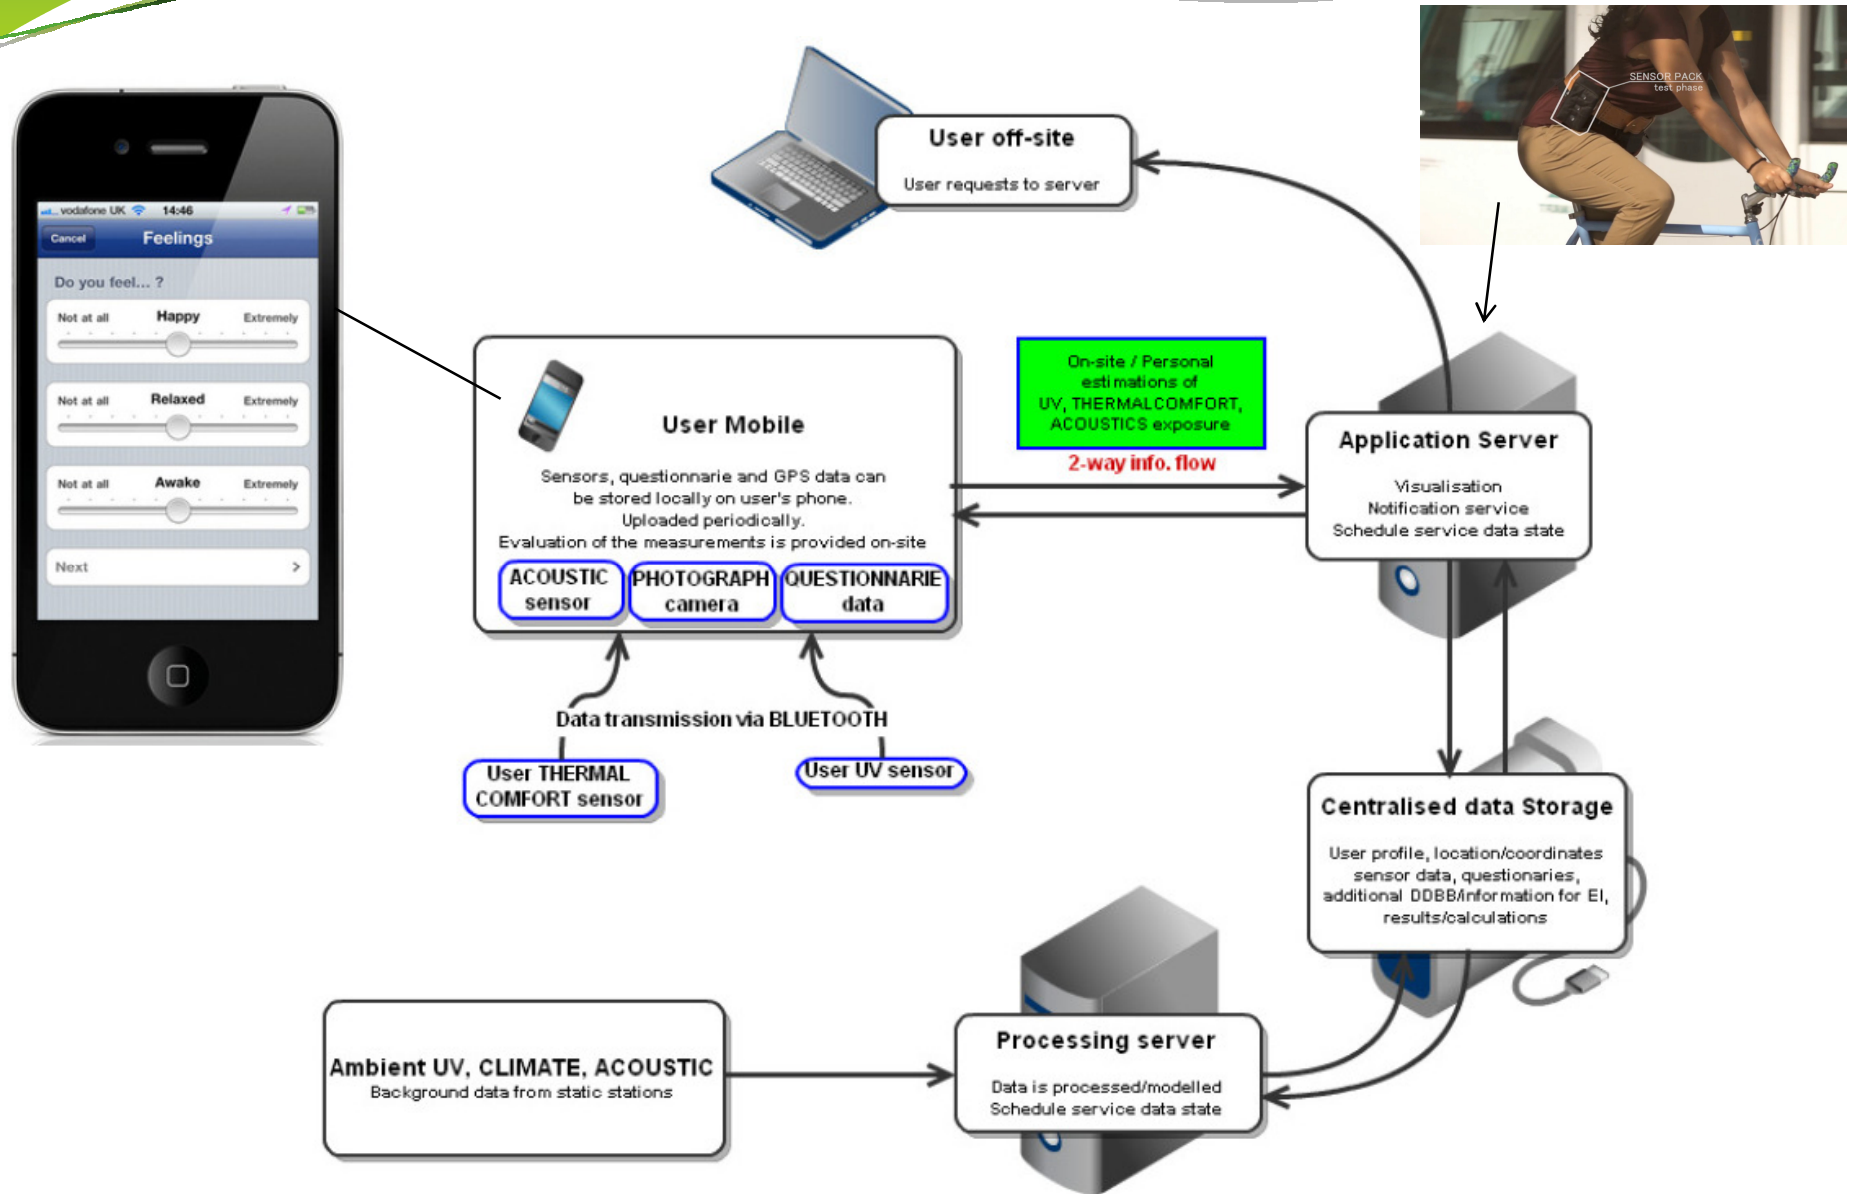 SENSOR PACK
test phase
vodafone UK 14:46
Cancel
Feelings
Do you feel... ?
Not at all Happy Extremely
Not at all Relaxed Extremely
Not at all Awake Extremely
Next
User off-site
User requests to server
User Mobile
Sensors, questionnarie and GPS data can
be stored locally on user's phone.
Uploaded periodically.
Evaluation of the measurements is provided on-site
ACOUSTIC
sensor
PHOTOGRAPH
camera
QUESTIONNARIE
data
On-site / Personal
estimations of
UV, THERMALCOMFORT,
ACOUSTICS exposure
2-way info. flow
Application Server
Visualisation
Notification service
Schedule service data state
Data transmission via BLUETOOTH
User THERMAL
COMFORT sensor
User UV sensor
Centralised data Storage
User profile, location/coordinates
sensor data, questionaries,
additional DDBB/information for EI,
results/calculations
Ambient UV, CLIMATE, ACOUSTIC
Background data from static stations
Processing server
Data is processed/modelled
Schedule service data state